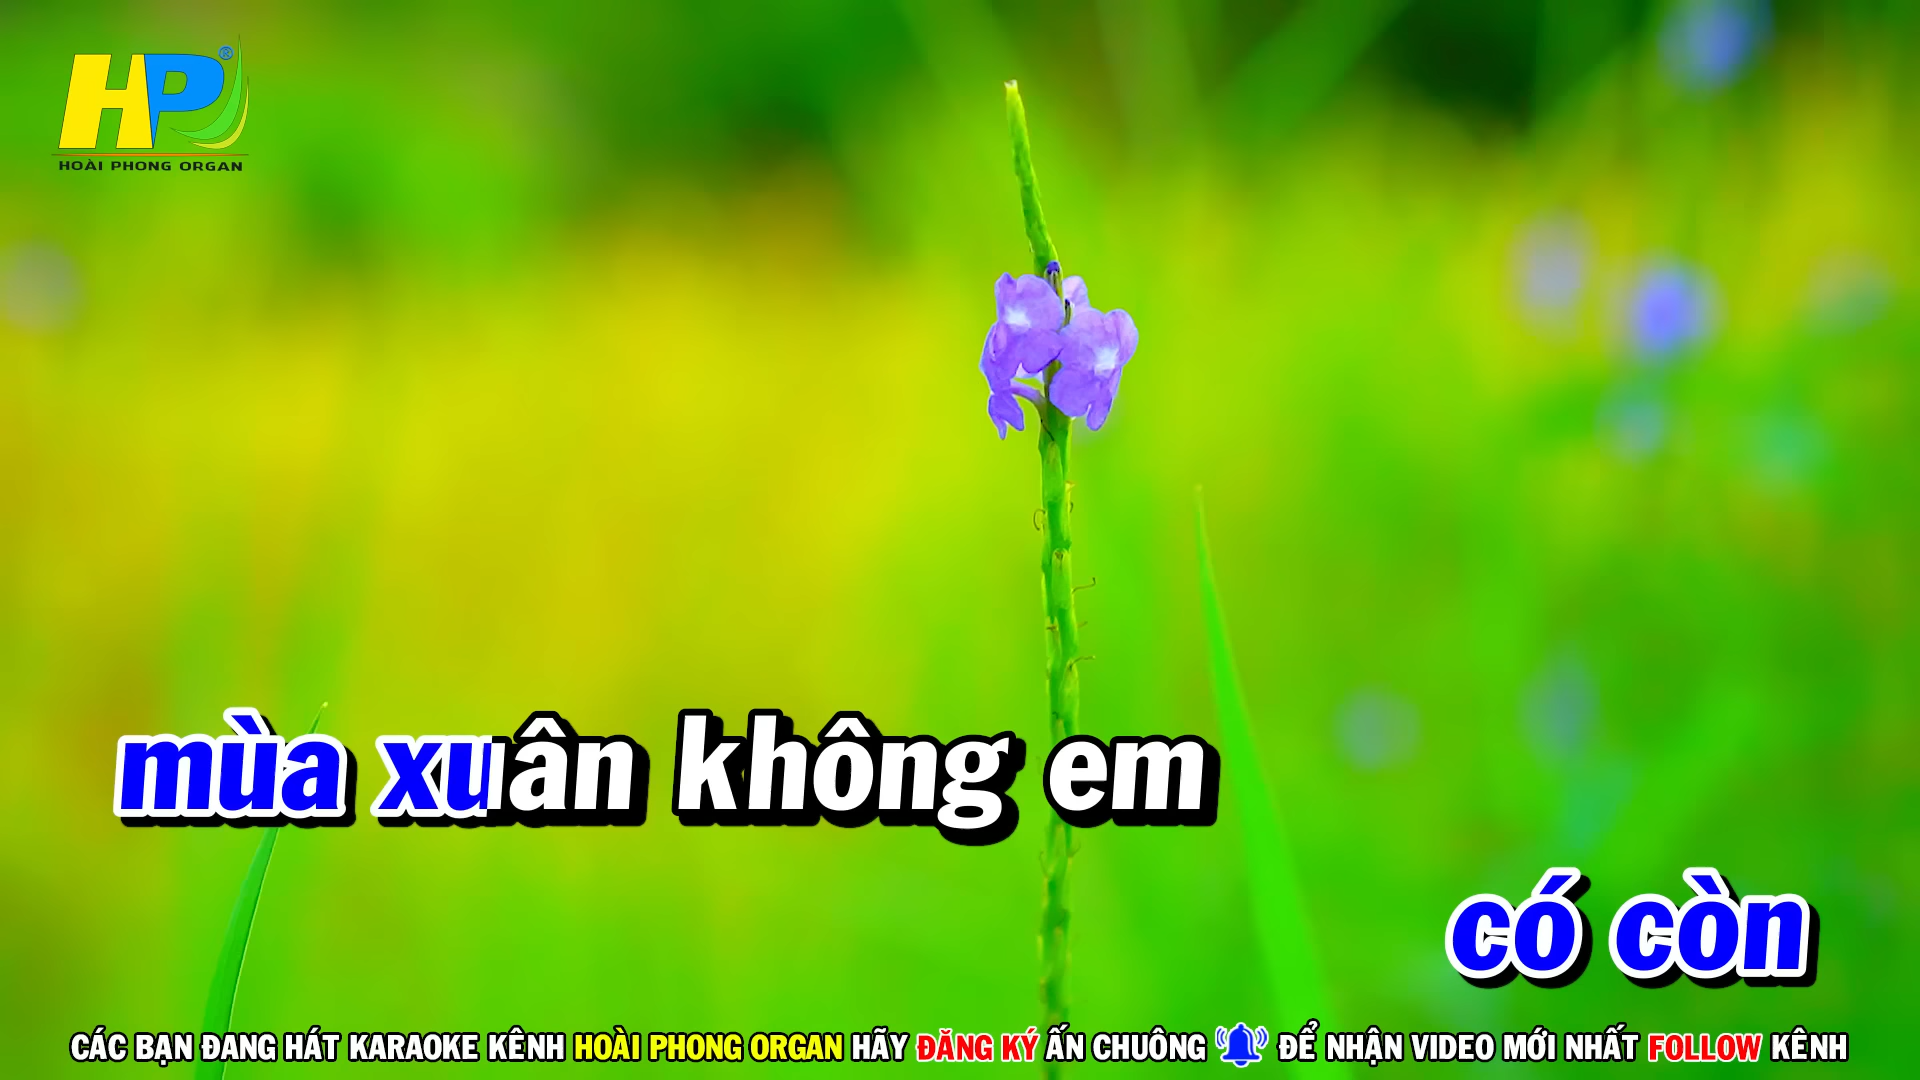 HP®
HOÀI PHONG ORGAN
mùa xuân không em
có còn
CÁC BẠN ĐANG HÁT KARAOKE KÊNH HOÀI PHONG ORGAN HÃY ĐĂNG KÝ ẤN CHUÔNG ĐỂ NHẬN VIDEO MỚI NHẤT FOLLOW KÊNH